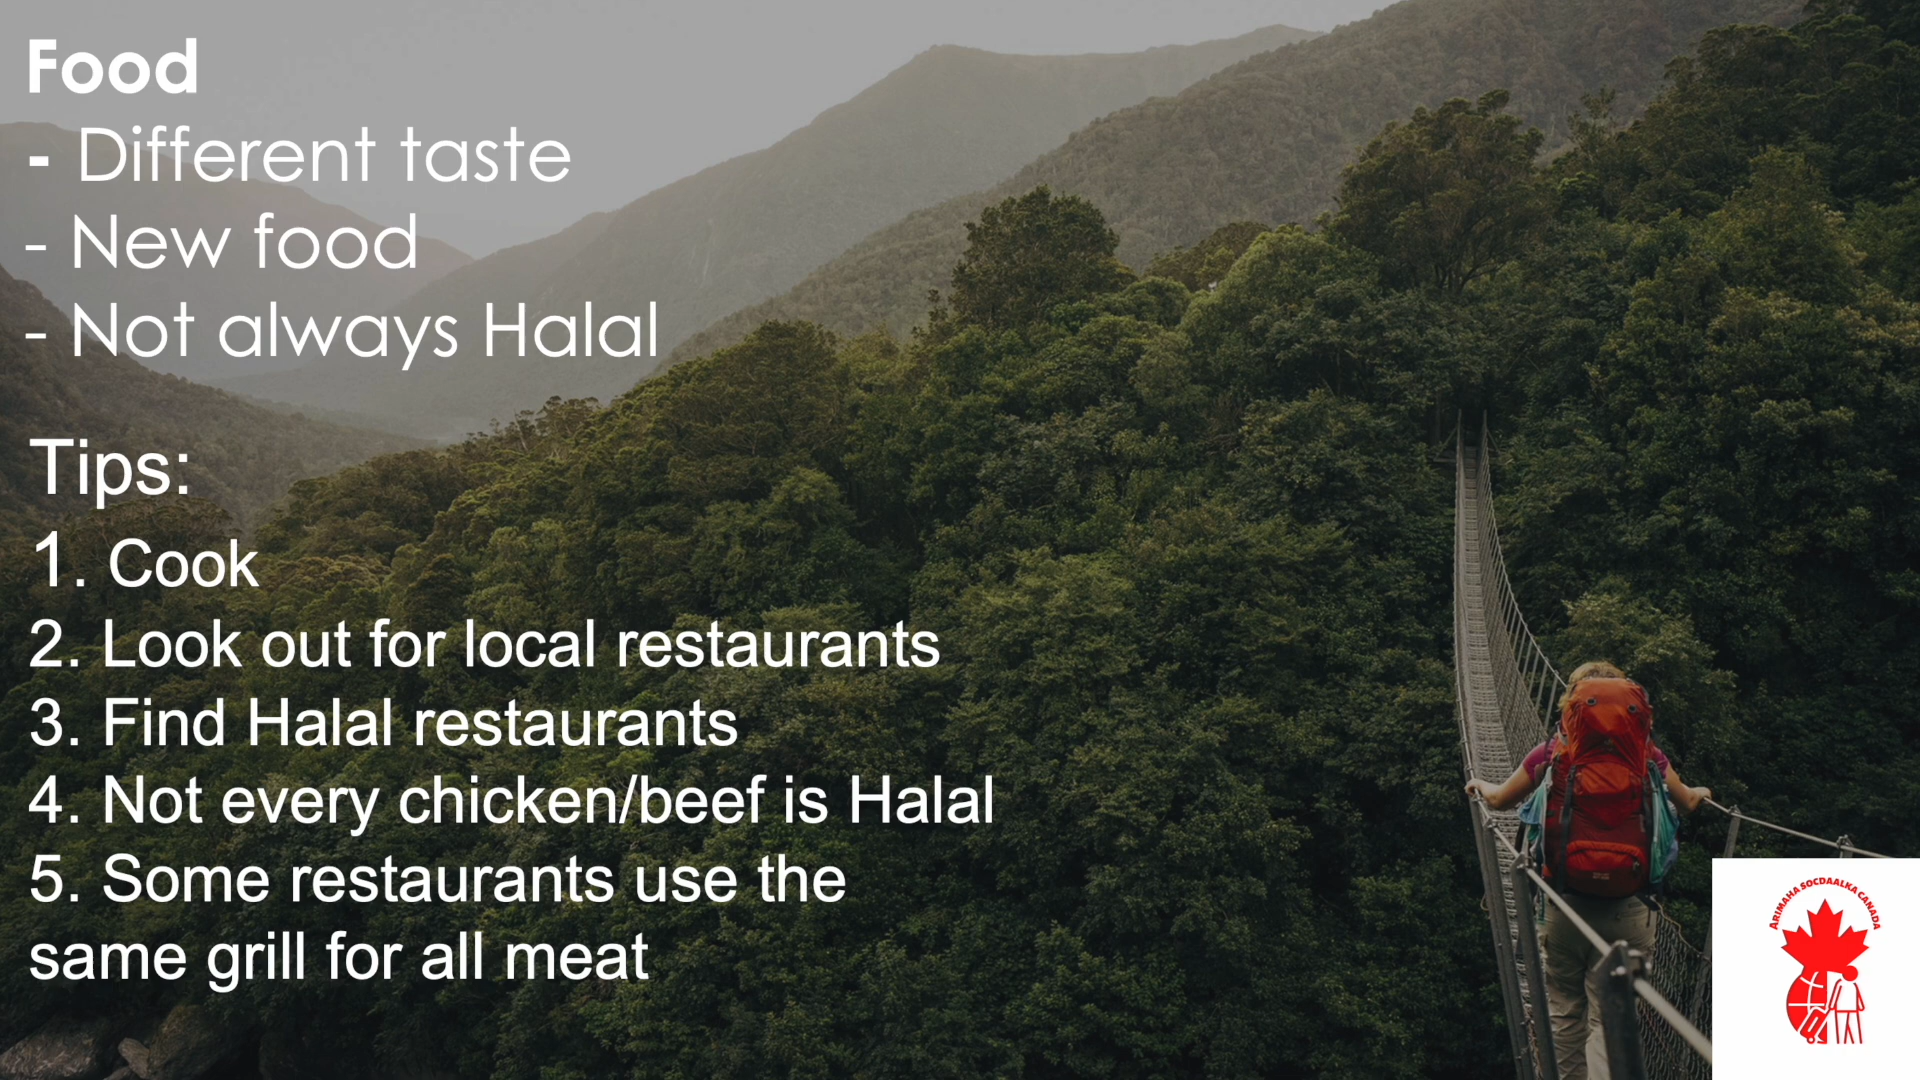 Food
- Different taste
- New food
- Not always Halal
Tips:
1. Cook
2. Look out for local restaurants
3. Find Halal restaurants
4. Not every chicken/beef is Halal
5. Some restaurants use the
same grill for all meat
ARIMAHA SOCDAALKA CANADA